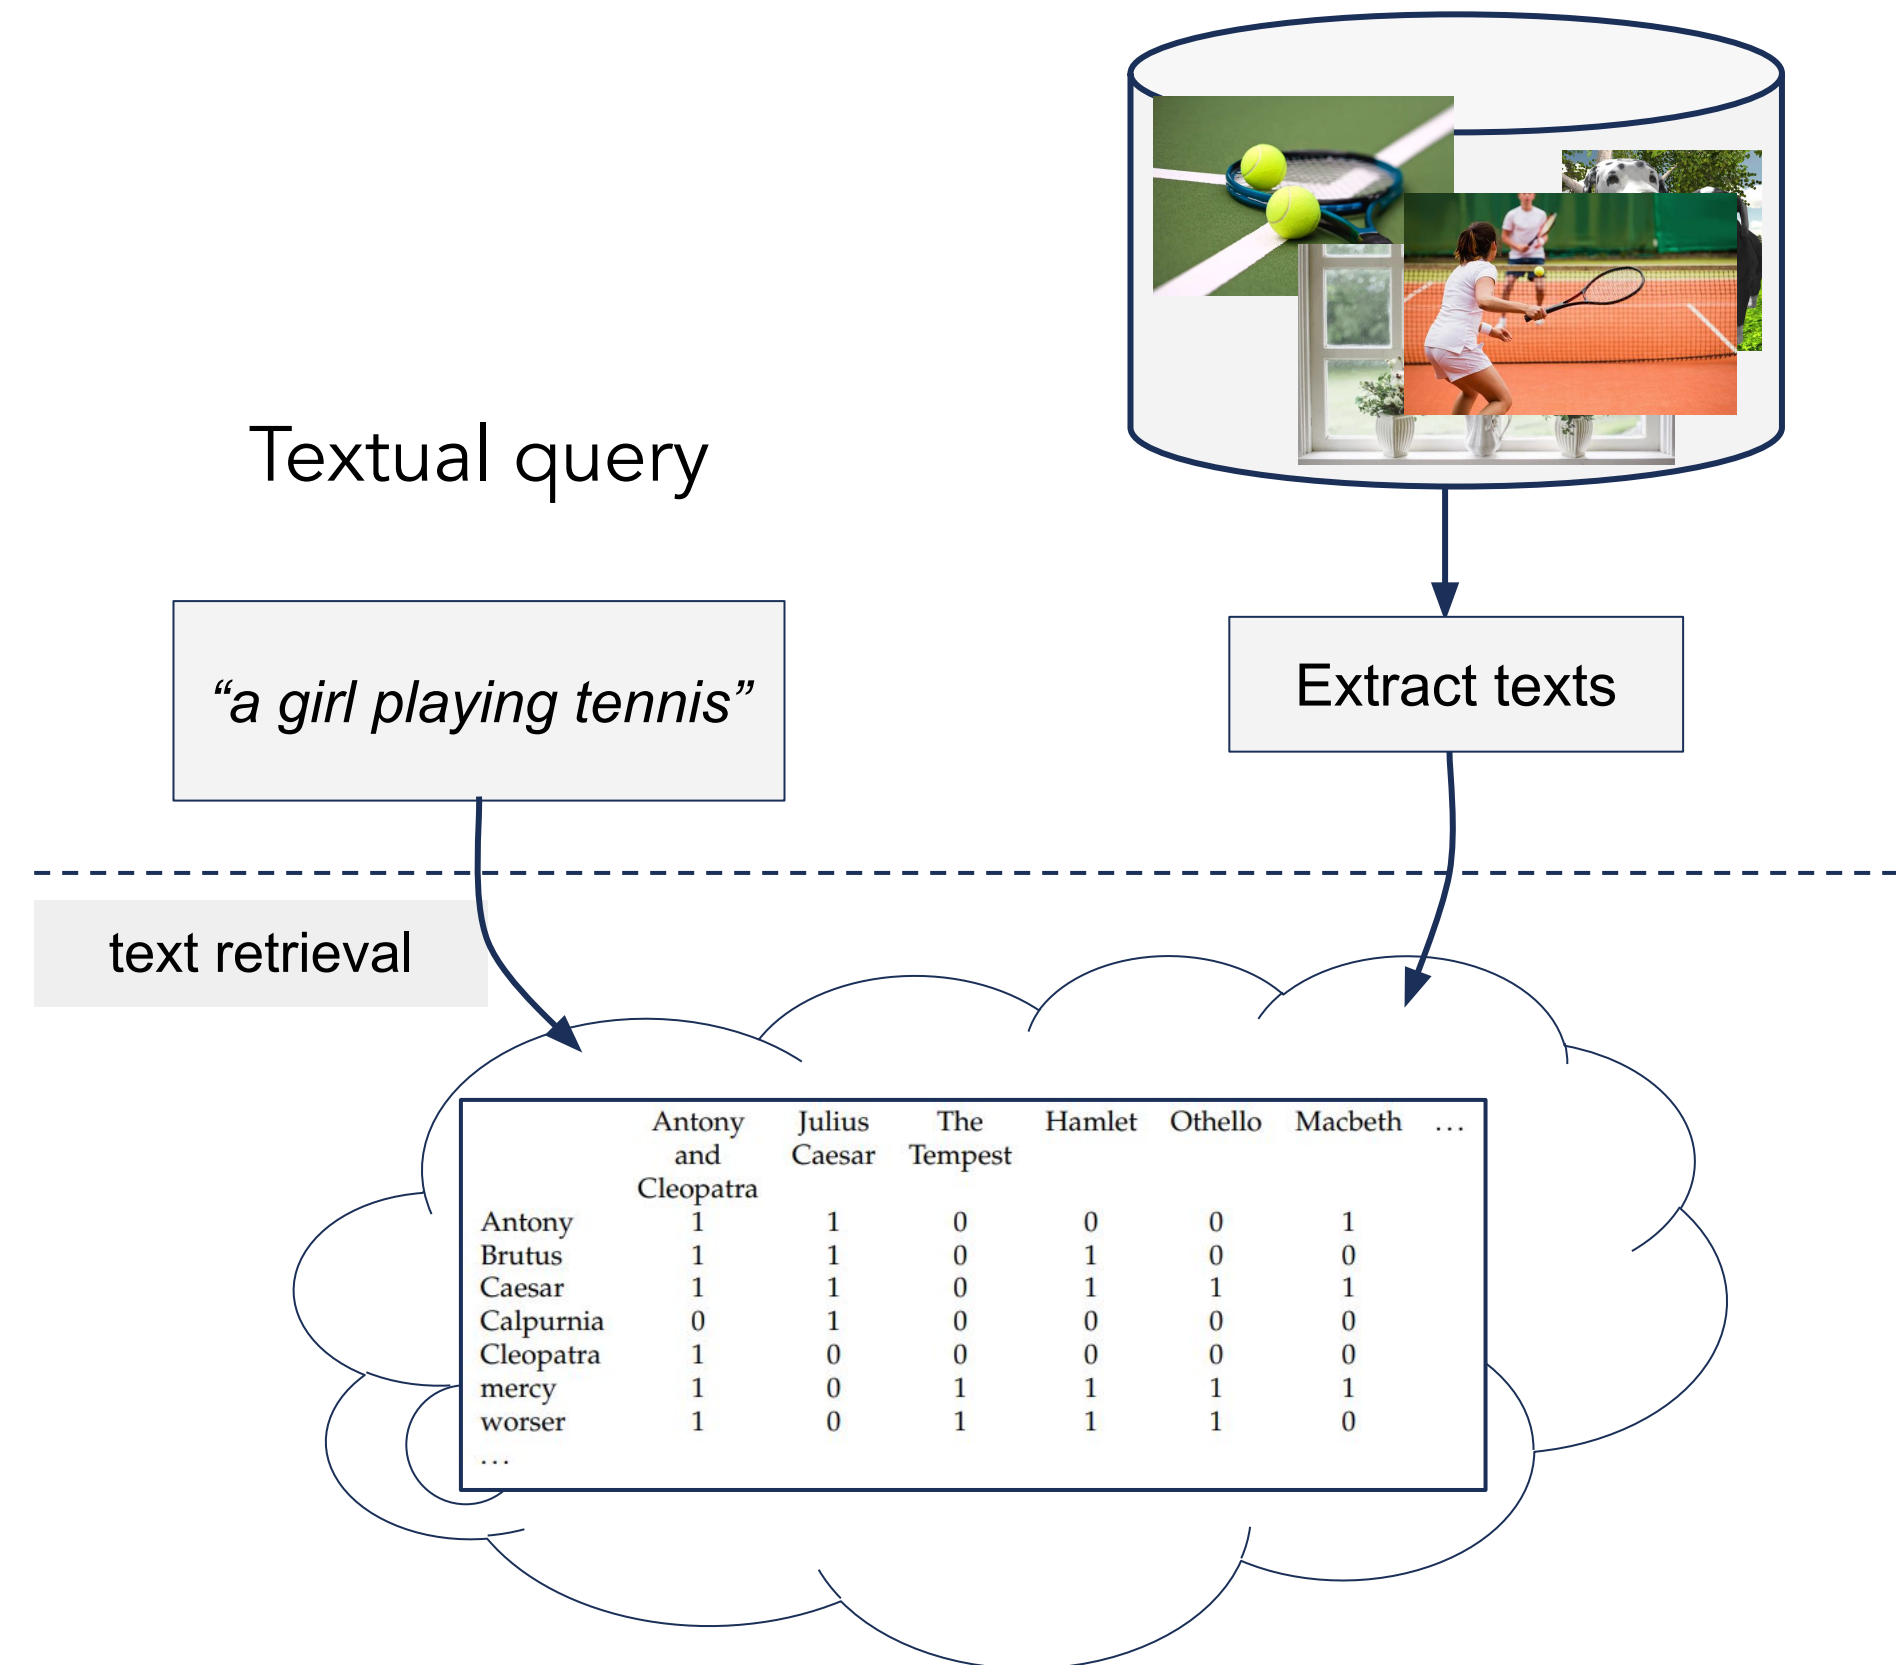 Textual query
“a girl playing tennis”
Extract texts
text retrieval
Antony Julius The Hamlet Othello Macbeth ...
and Caesar Tempest
Cleopatra
Antony 1 1 0 0 0 1
Brutus 1 1 0 1 0 0
Caesar 1 1 0 1 1 1
Calpurnia 0 1 0 0 0 0
Cleopatra 1 0 0 0 0 0
mercy 1 0 1 1 1 1
worser 1 0 1 1 1 0
...